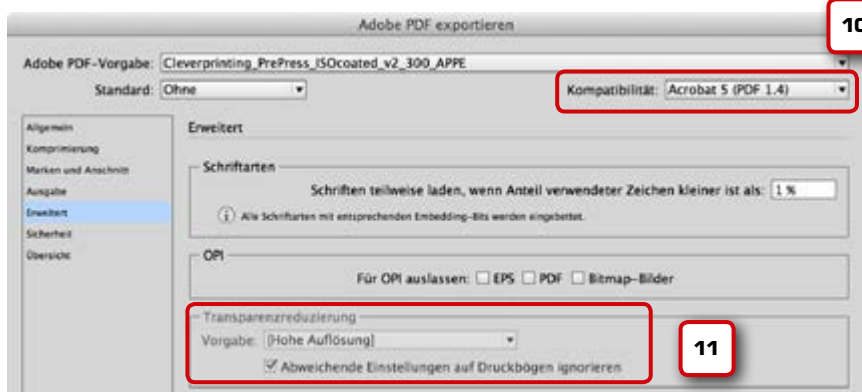 Adobe PDF exportieren
10
Adobe PDF-Vorgabe: Cleverprinting_PrePress_ISOcoated_v2_300_APPE
Standard: Ohne Kompatibilität: Acrobat 5 (PDF 1.4)
Allgemein
Komprimierung
Marken und Anschnitt
Ausgabe
Erweitert
Sicherheit
Übersicht
Erweitert
Schriftarten
Schriften teilweise laden, wenn Anteil verwendeter Zeichen kleiner ist als: 1 %
Alle Schriftarten mit entsprechenden Embedding-Bits werden eingebettet.
OPI
Für OPI auslassen: EPS PDF Bitmap-Bilder
Transparenzreduzierung
Vorgabe: [Hohe Auflösung]
11
Abweichende Einstellungen auf Druckbögen ignorieren